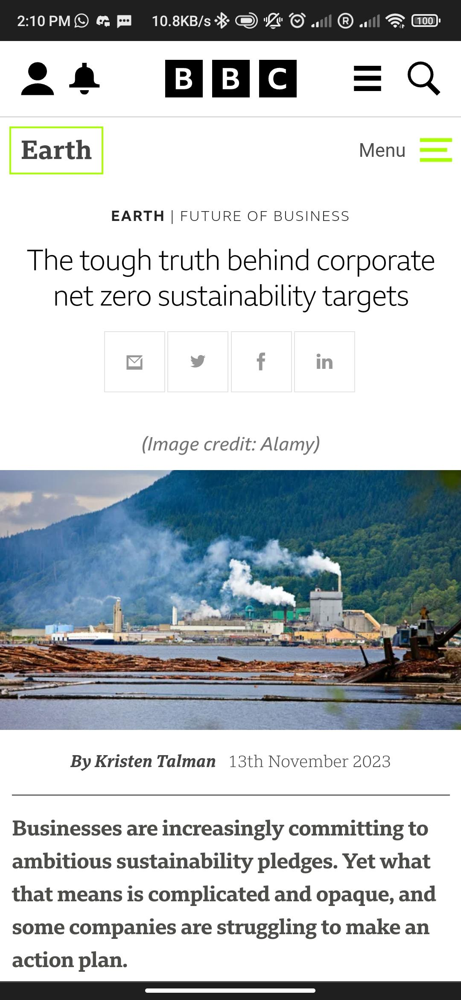 2:10 PM 10.8KB/s R 100
BBC
Earth
Menu
EARTH | FUTURE OF BUSINESS
The tough truth behind corporate
net zero sustainability targets
f in
(Image credit: Alamy)
By Kristen Talman 13th November 2023
Businesses are increasingly committing to
ambitious sustainability pledges. Yet what
that means is complicated and opaque, and
some companies are struggling to make an
action plan.